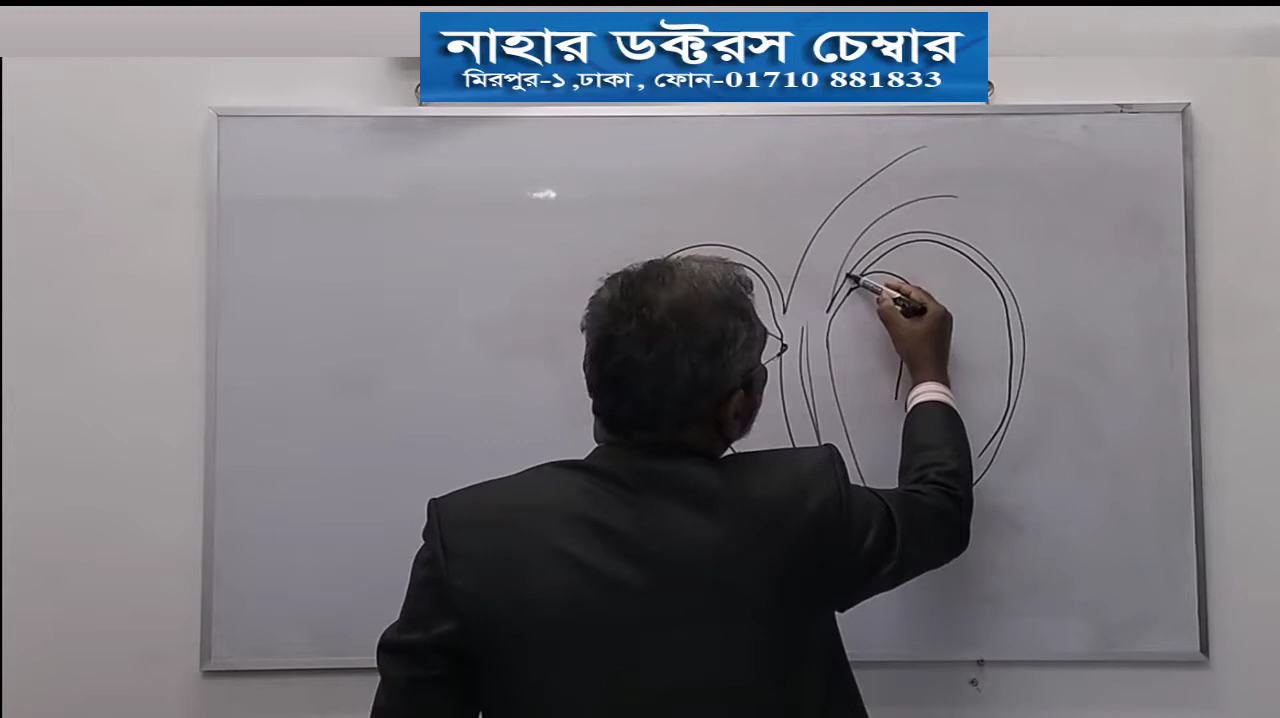 নাহার ডক্টরস চেম্বার
মিরপুর-১ ,ঢাকা , ফোন-01710 881833